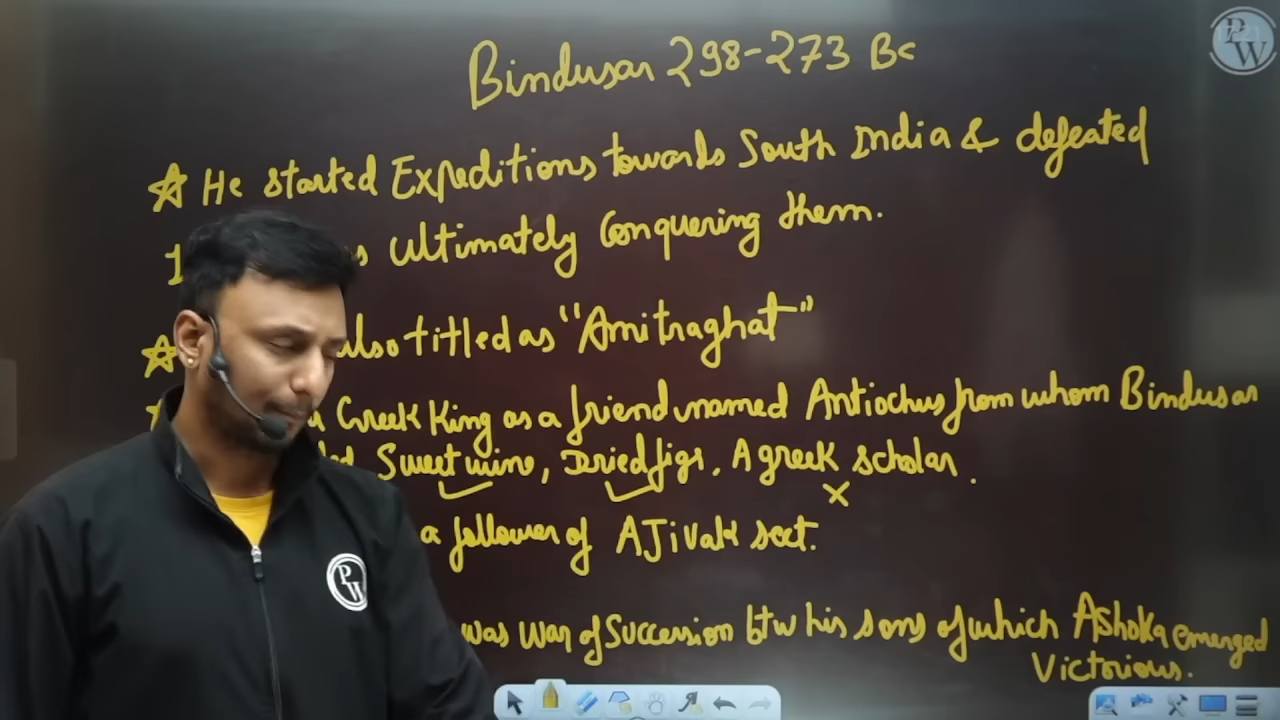 Bindusar 298-273 BC
PW
☆ He started Expeditions towards South India & defeated
Ultimately Conquering them.
☆ also titled as "Amitraghat"
Greek King as a friend named Antiochus from whom Bindusar
Sweet wine, Dried figs, A greek scholar.
✓ ✓ ×
a follower of AJivak sect.
was War of Succession btw his sons of which Ashoka emerged
Victorious.
PW